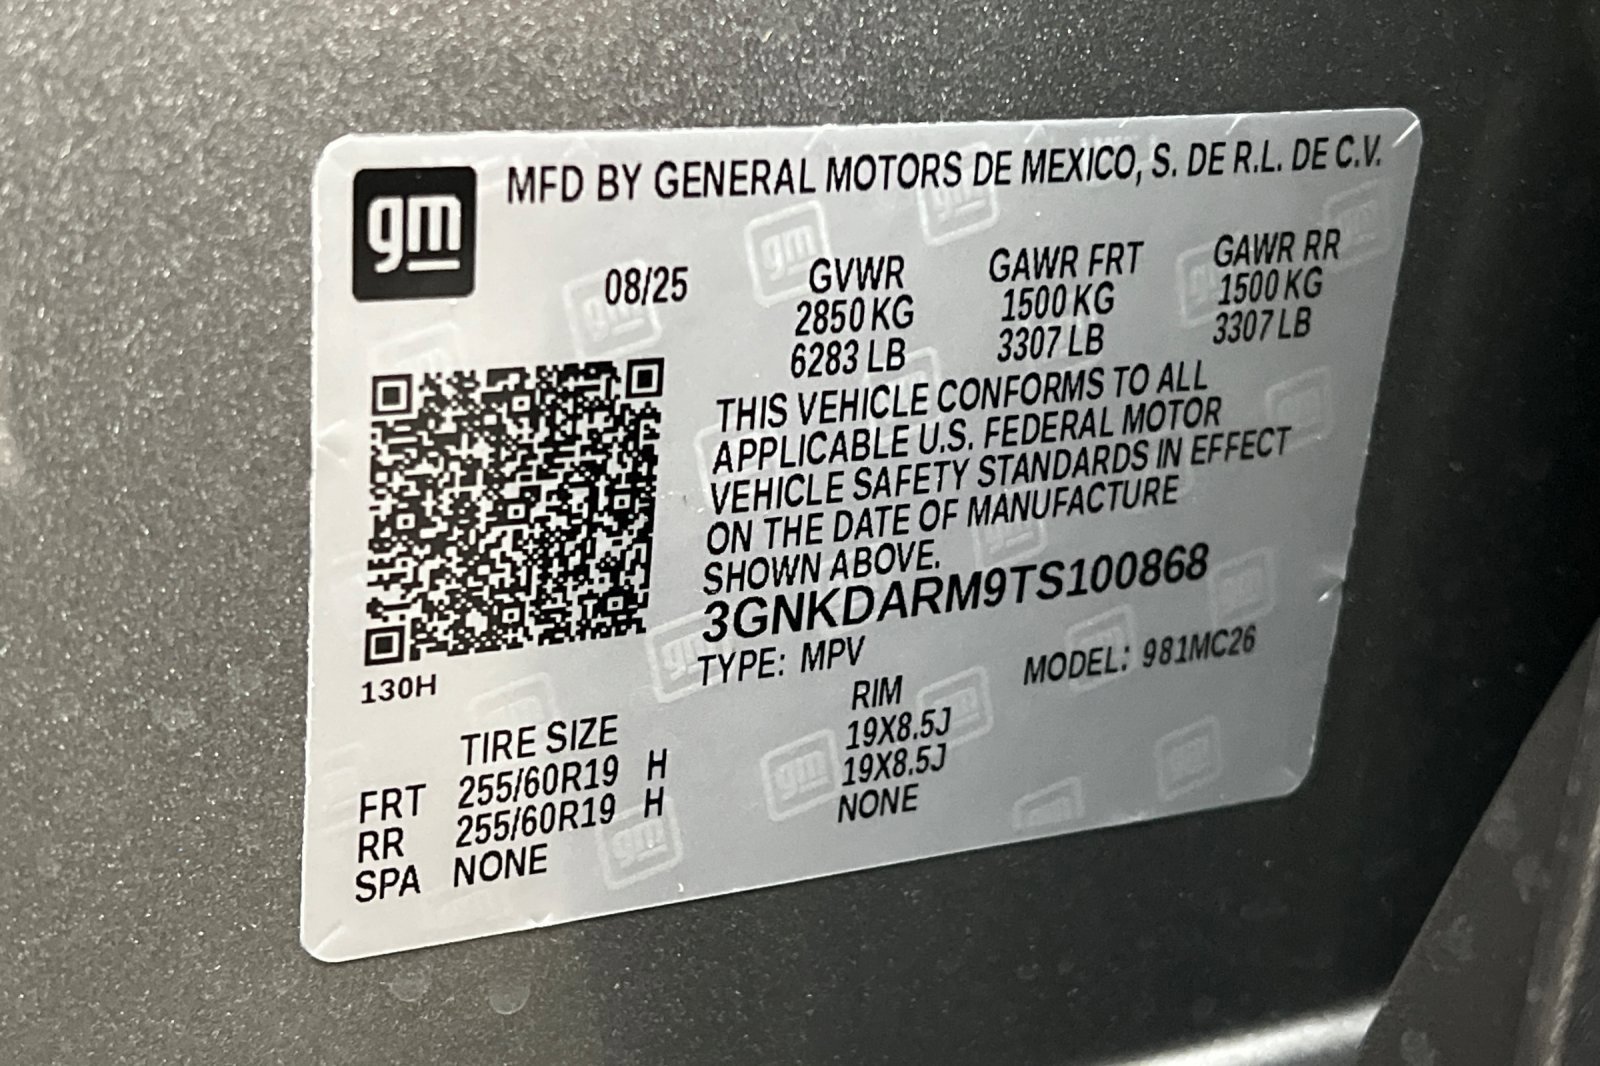 gm MFD BY GENERAL MOTORS DE MEXICO, S. DE R.L. DE C.V.
08/25 GVWR GAWR FRT GAWR RR
2850 KG 1500 KG 1500 KG
6283 LB 3307 LB 3307 LB
THIS VEHICLE CONFORMS TO ALL
APPLICABLE U.S. FEDERAL MOTOR
VEHICLE SAFETY STANDARDS IN EFFECT
ON THE DATE OF MANUFACTURE
SHOWN ABOVE.
3GNKDARM9TS100868
TYPE: MPV MODEL: 981MC26
130H
TIRE SIZE RIM
FRT 255/60R19 H 19X8.5J
RR 255/60R19 H 19X8.5J
SPA NONE NONE